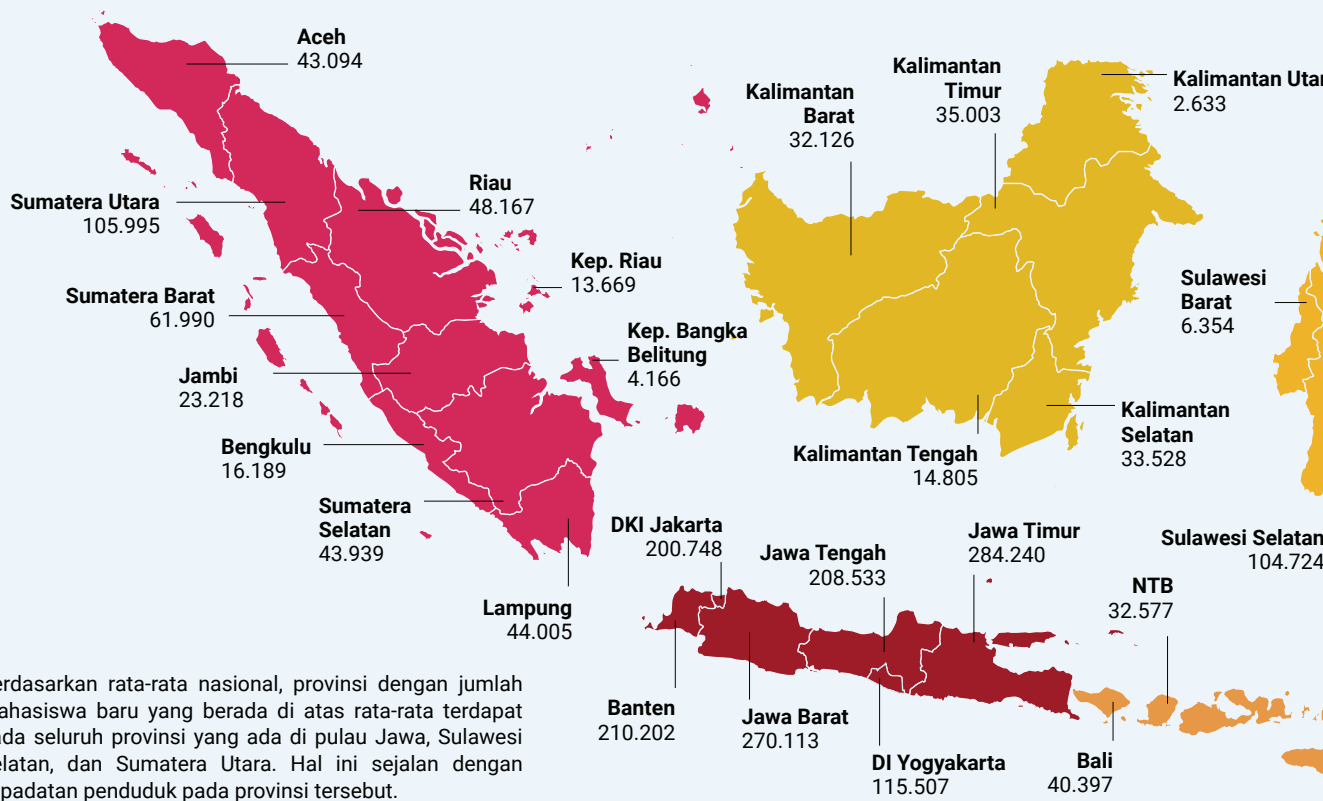 Aceh
43.094
Sumatera Utara
105.995
Riau
48.167
Kep. Riau
13.669
Sumatera Barat
61.990
Kep. Bangka
Belitung
4.166
Jambi
23.218
Bengkulu
16.189
Sumatera
Selatan
43.939
Lampung
44.005
Kalimantan
Barat
32.126
Kalimantan
Timur
35.003
Kalimantan Utar
2.633
Kalimantan Tengah
14.805
Kalimantan
Selatan
33.528
Sulawesi
Barat
6.354
Sulawesi Selatan
104.724
DKI Jakarta
200.748
Jawa Tengah
208.533
Jawa Timur
284.240
NTB
32.577
Banten
210.202
Jawa Barat
270.113
DI Yogyakarta
115.507
Bali
40.397
erdasarkan rata-rata nasional, provinsi dengan jumlah
ahasiswa baru yang berada di atas rata-rata terdapat
ada seluruh provinsi yang ada di pulau Jawa, Sulawesi
elatan, dan Sumatera Utara. Hal ini sejalan dengan
padatan penduduk pada provinsi tersebut.